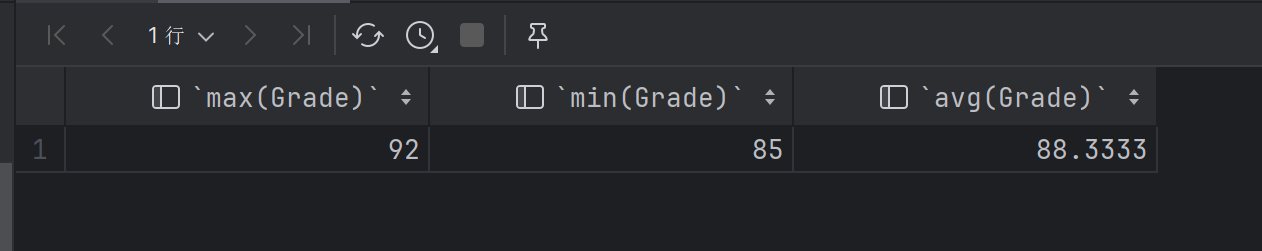 1 行
`max(Grade)` `min(Grade)` `avg(Grade)`
1 92 85 88.3333